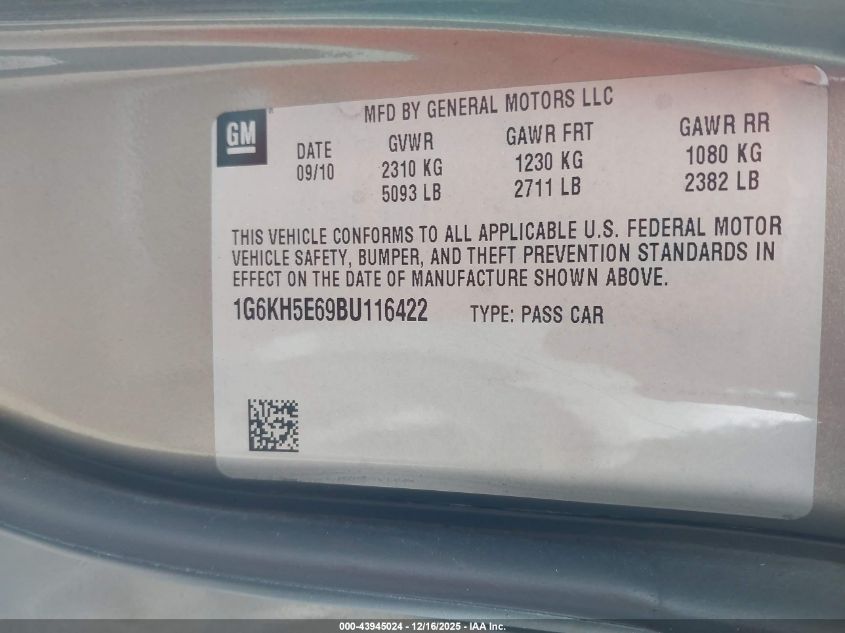 MFD BY GENERAL MOTORS LLC
GM
DATE GVWR GAWR FRT GAWR RR
09/10 2310 KG 1230 KG 1080 KG
5093 LB 2711 LB 2382 LB
THIS VEHICLE CONFORMS TO ALL APPLICABLE U.S. FEDERAL MOTOR
VEHICLE SAFETY, BUMPER, AND THEFT PREVENTION STANDARDS IN
EFFECT ON THE DATE OF MANUFACTURE SHOWN ABOVE.
1G6KH5E69BU116422 TYPE: PASS CAR
000-43945024 - 12/16/2025 - IAA Inc.